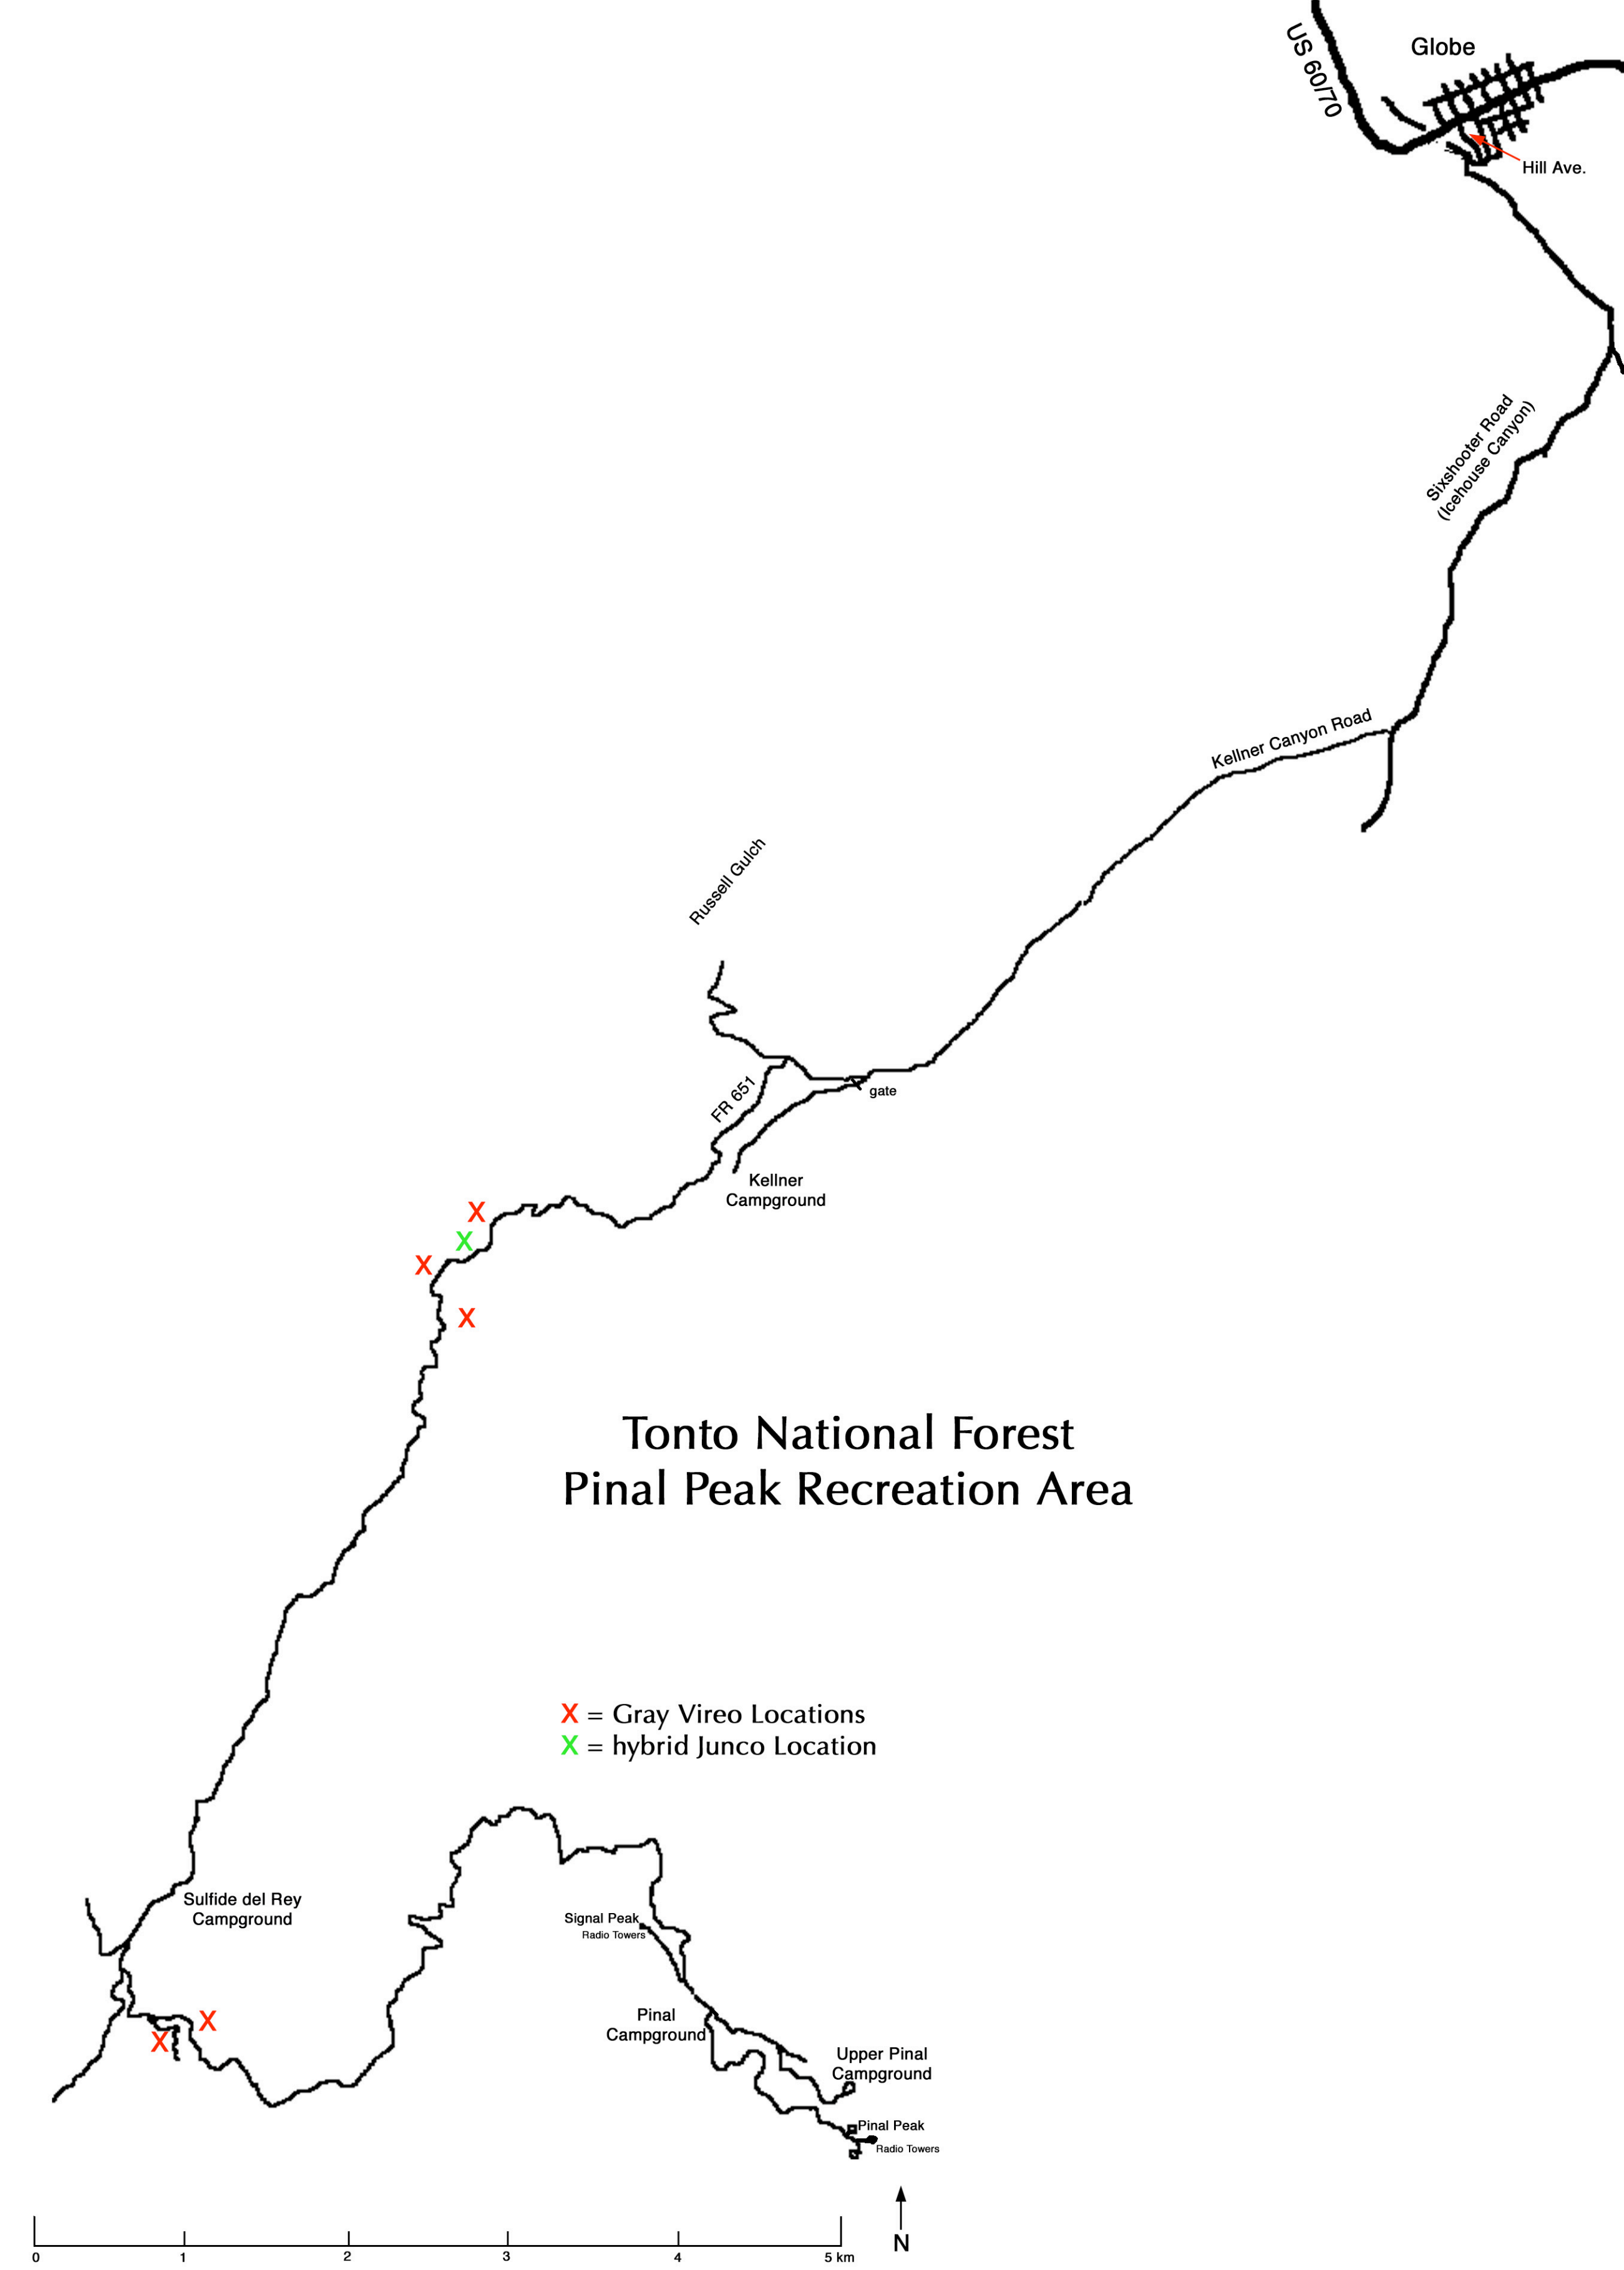 US 60/70
Globe
Hill Ave.
Sixshooter Road
(Icehouse Canyon)
Kellner Canyon Road
Russell Gulch
gate
FR 651
Kellner
Campground
X
X
X
X
Tonto National Forest
Pinal Peak Recreation Area
X = Gray Vireo Locations
X = hybrid Junco Location
Sulfide del Rey
Campground
Signal Peak
Radio Towers
X
X
Pinal
Campground
Upper Pinal
Campground
Pinal Peak
Radio Towers
N
0 1 2 3 4 5 km